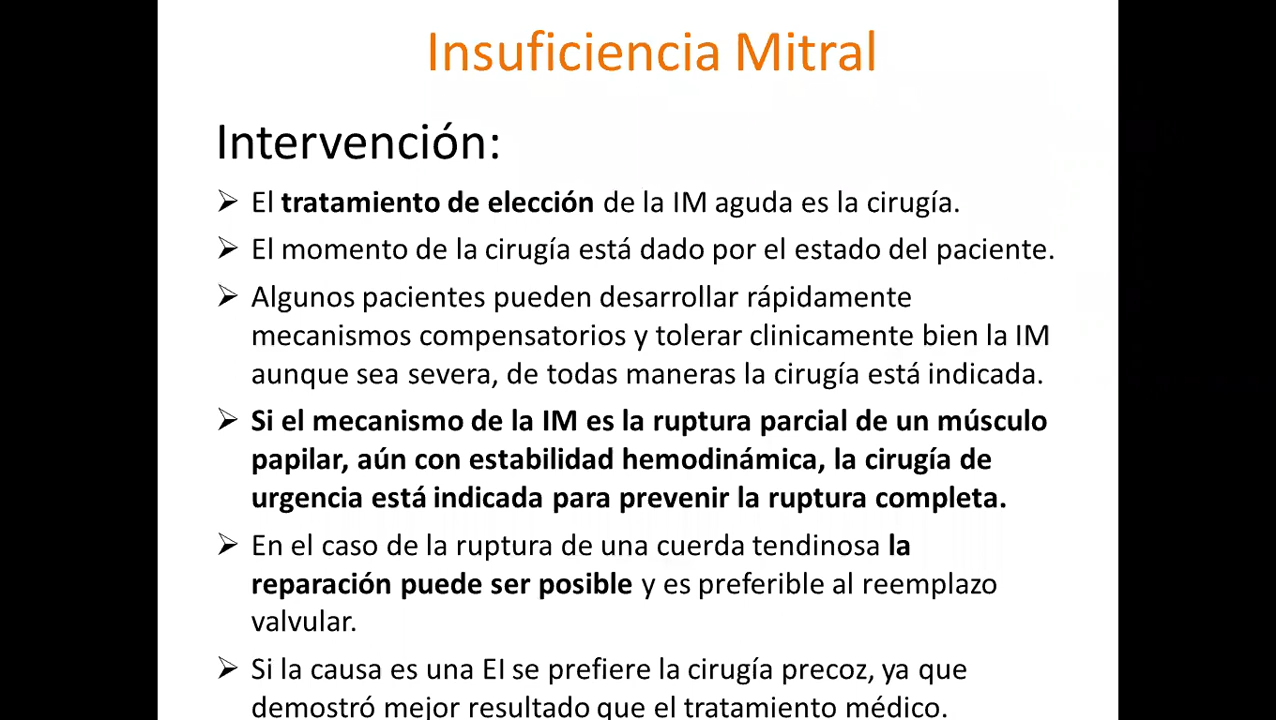 Insuficiencia Mitral
Intervención:
➢ El tratamiento de elección de la IM aguda es la cirugía.
➢ El momento de la cirugía está dado por el estado del paciente.
➢ Algunos pacientes pueden desarrollar rápidamente
mecanismos compensatorios y tolerar clinicamente bien la IM
aunque sea severa, de todas maneras la cirugía está indicada.
➢ Si el mecanismo de la IM es la ruptura parcial de un músculo
papilar, aún con estabilidad hemodinámica, la cirugía de
urgencia está indicada para prevenir la ruptura completa.
➢ En el caso de la ruptura de una cuerda tendinosa la
reparación puede ser posible y es preferible al reemplazo
valvular.
➢ Si la causa es una EI se prefiere la cirugía precoz, ya que
demostró mejor resultado que el tratamiento médico.